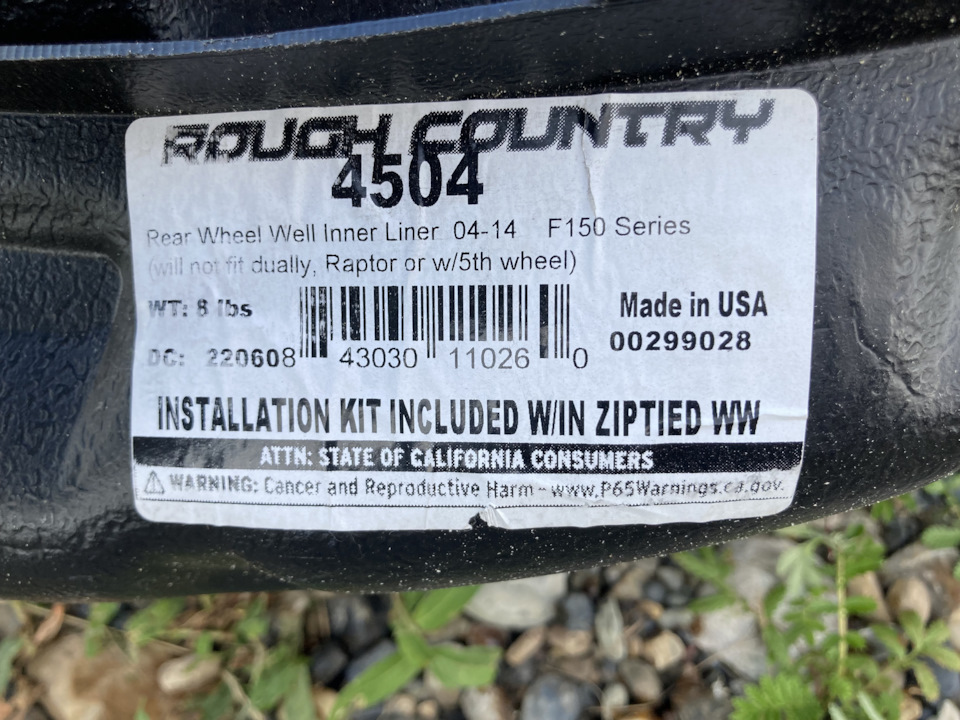 ROUGH COUNTRY
4504
Rear Wheel Well Inner Liner 04-14 F150 Series
(will not fit dually, Raptor or w/5th wheel)
WT: 8 lbs
Made in USA
00299028
DC: 220608
43030 11026 0
INSTALLATION KIT INCLUDED W/IN ZIPTIED WW
ATTN: STATE OF CALIFORNIA CONSUMERS
⚠ WARNING: Cancer and Reproductive Harm - www.P65Warnings.ca.gov.